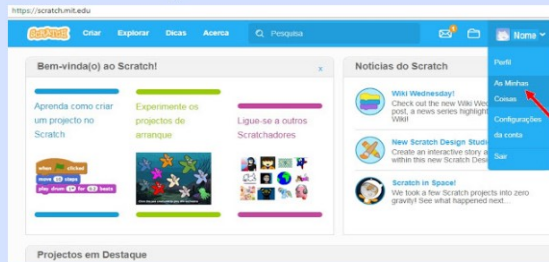 https://scratch.mit.edu
SCRATCH Criar Explorar Dicas Acerca Pesquisa Nome
Perfil
As Minhas
Coisas
Configurações
da conta
Sair
Bem-vinda(o) ao Scratch! x
Aprenda como criar
um projecto no
Scratch
Experimente os
projectos de
arranque
Ligue-se a outros
Scratchadores
when clicked
move 10 steps
play drum for beats
Notícias do Scratch
Wiki Wednesday!
Check out the new Wiki Wed
post, a news series highlight
Wiki!
New Scratch Design Studi
Create an interactive story a
within this new Scratch Desi
Scratch in Space!
We took a few Scratch projects into zero
gravity! See what happened next...
Projectos em Destaque